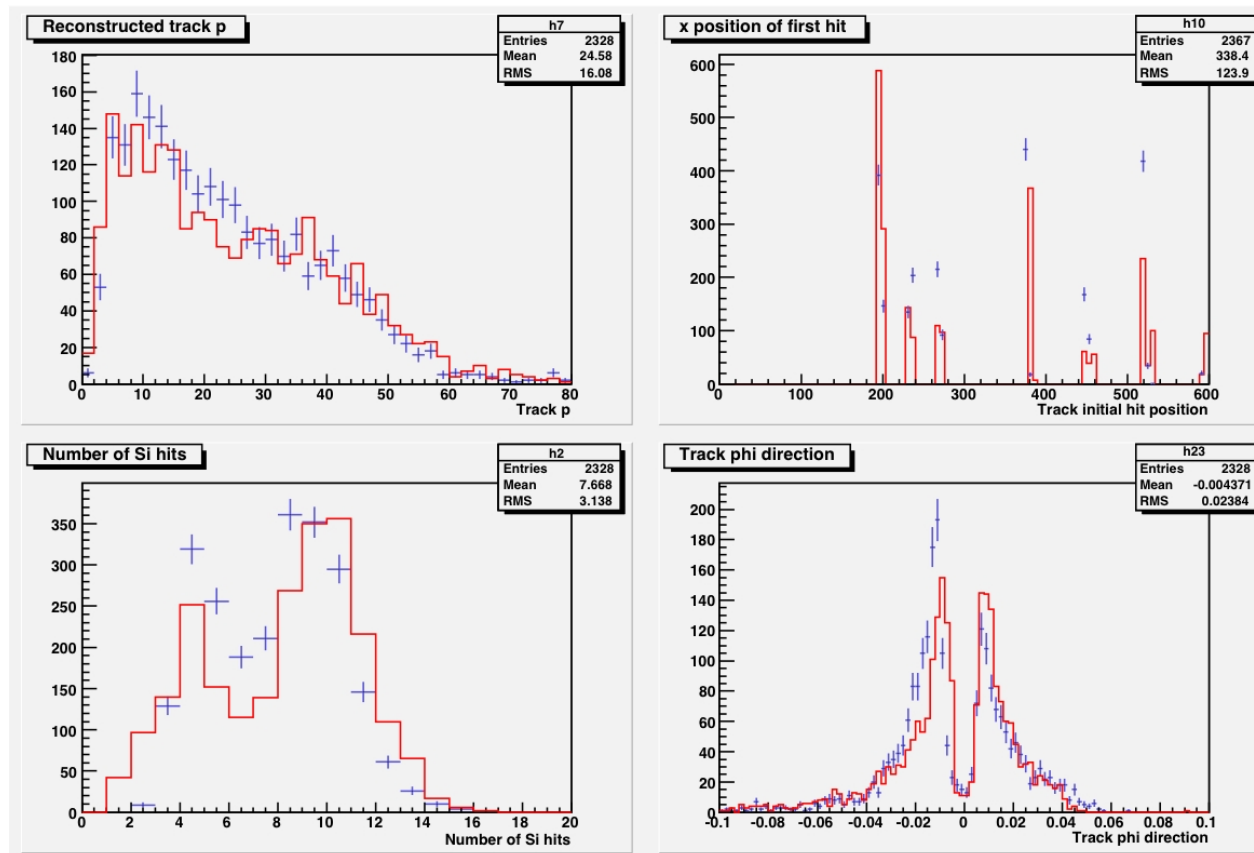 Reconstructed track p
h7
Entries 2328
Mean 24.58
RMS 16.08
180
160
140
120
100
80
60
40
20
0
0 10 20 30 40 50 60 70 80
Track p
x position of first hit
h10
Entries 2367
Mean 338.4
RMS 123.9
600
500
400
300
200
100
0
0 100 200 300 400 500 600
Track initial hit position
Number of Si hits
h2
Entries 2328
Mean 7.668
RMS 3.138
350
300
250
200
150
100
50
0
0 2 4 6 8 10 12 14 16 18 20
Number of Si hits
Track phi direction
h23
Entries 2328
Mean -0.004371
RMS 0.02384
200
180
160
140
120
100
80
60
40
20
0
-0.1 -0.08 -0.06 -0.04 -0.02 0 0.02 0.04 0.06 0.08 0.1
Track phi direction